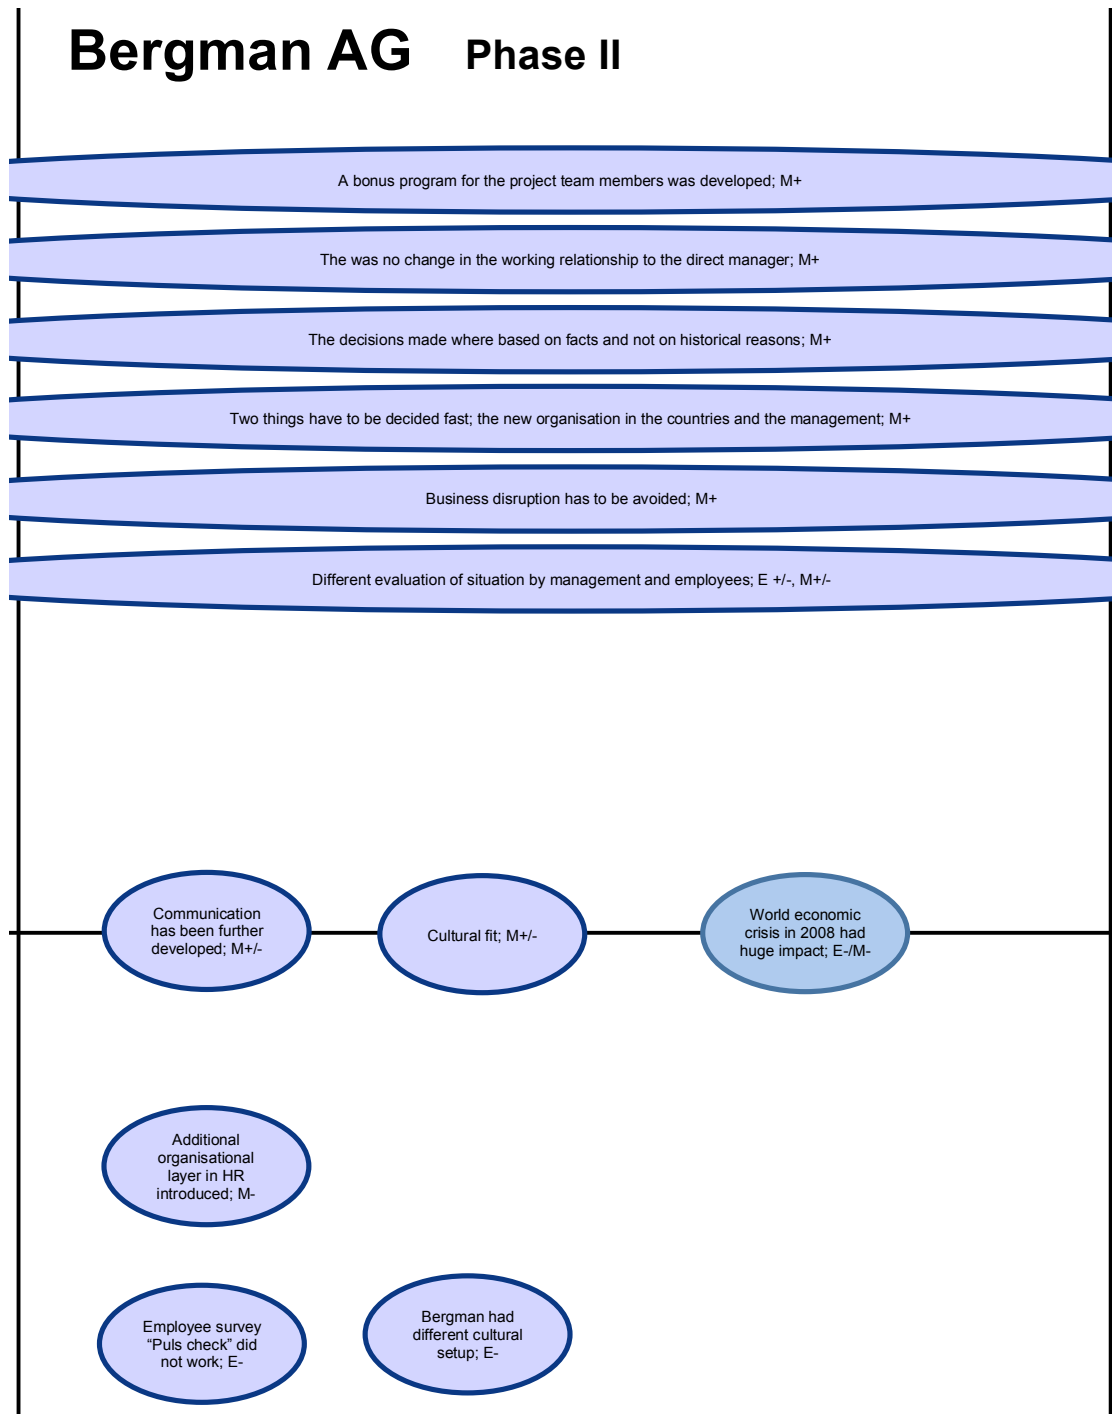 Bergman AG Phase II
A bonus program for the project team members was developed; M+
The was no change in the working relationship to the direct manager; M+
The decisions made where based on facts and not on historical reasons; M+
Two things have to be decided fast; the new organisation in the countries and the management; M+
Business disruption has to be avoided; M+
Different evaluation of situation by management and employees; E +/-, M+/-
Communication
has been further
developed; M+/-
Cultural fit; M+/-
World economic
crisis in 2008 had
huge impact; E-/M-
Additional
organisational
layer in HR
introduced; M-
Employee survey
“Puls check” did
not work; E-
Bergman had
different cultural
setup; E-